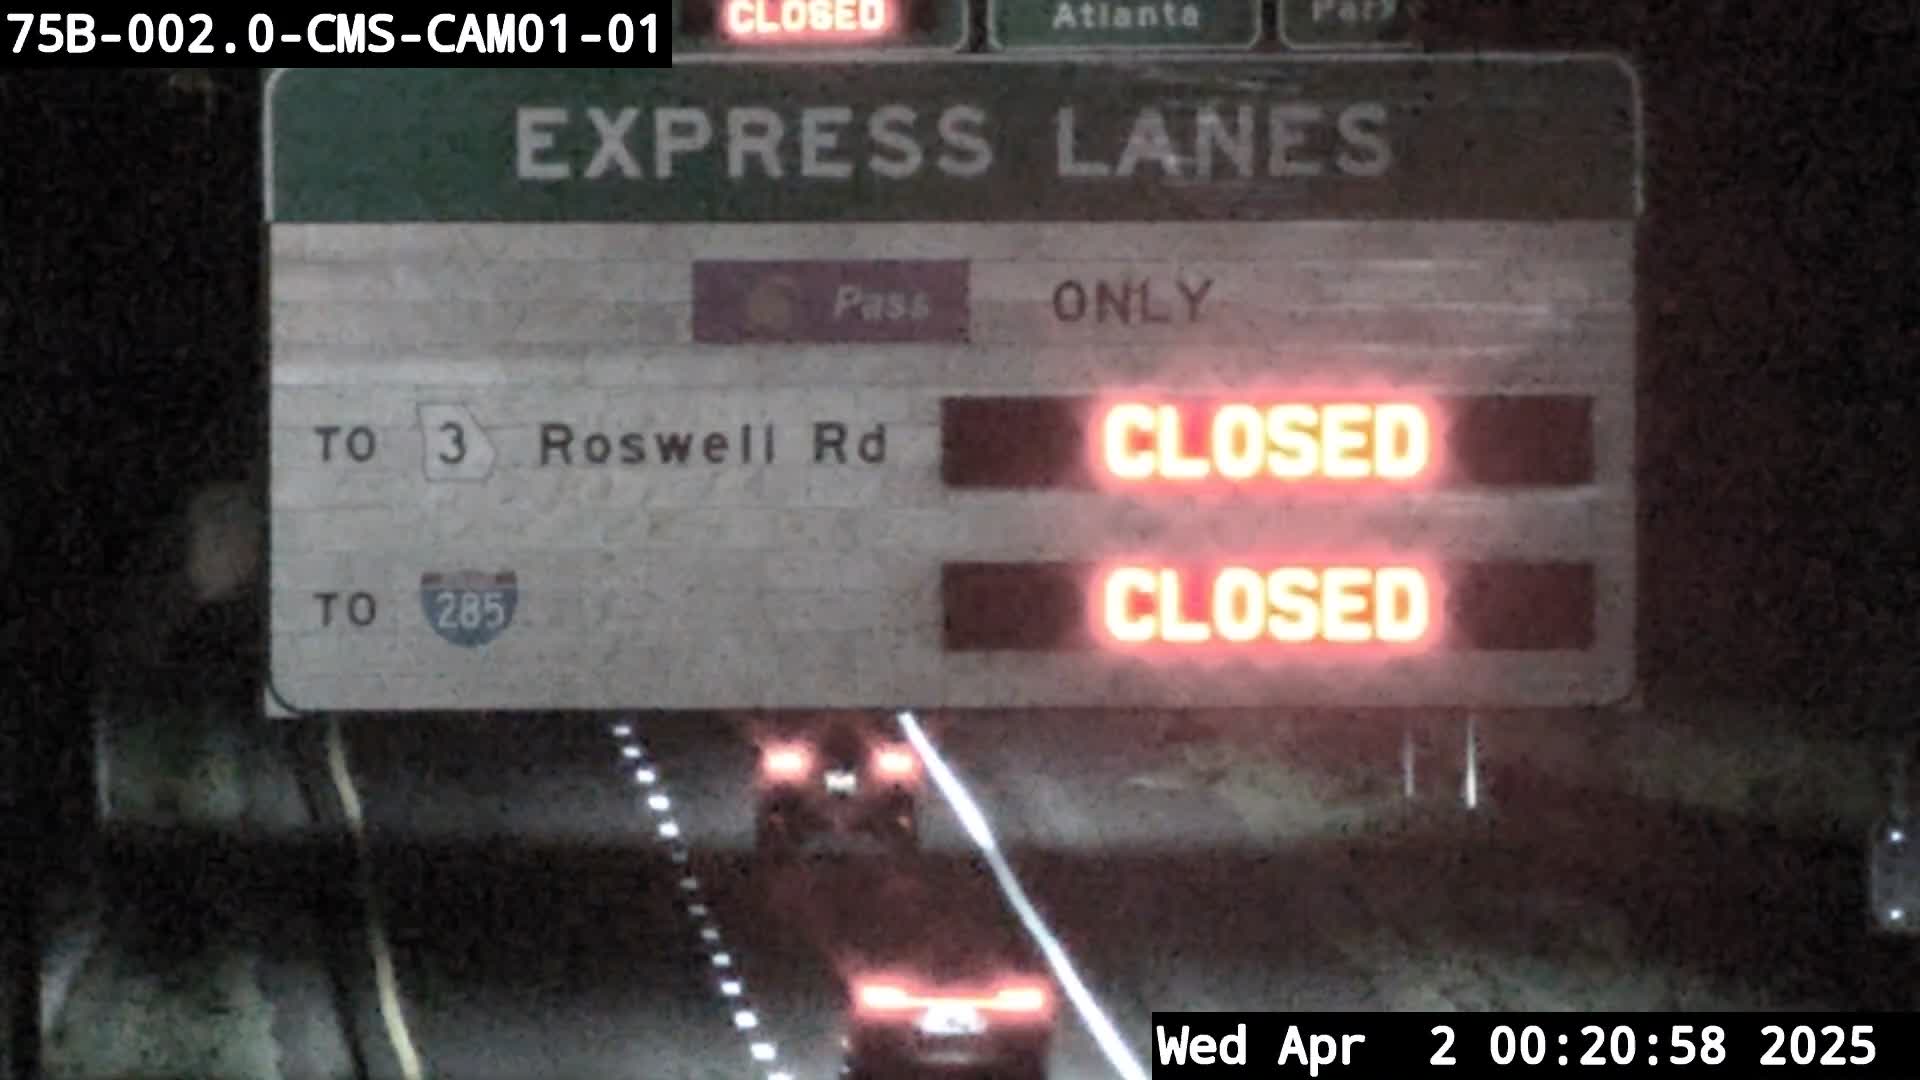 75B-002.0-CMS-CAM01-01
CLOSED
Atlanta
EXPRESS LANES
Pass ONLY
TO 3 Roswell Rd CLOSED
TO 285 CLOSED
Wed Apr 2 00:20:58 2025